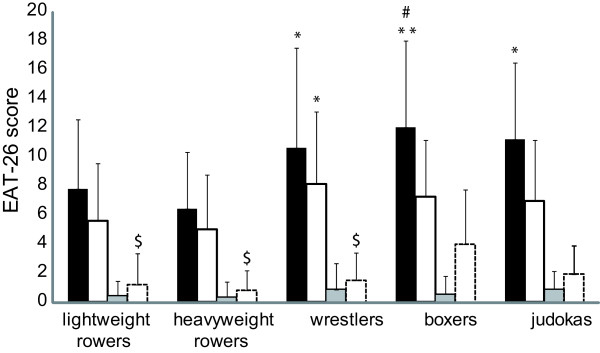 EAT-26 score
20
18
16
14
12
10
8
6
4
2
0
* # *
* *
*
$ $ $
lightweight heavyweight wrestlers boxers judokas
rowers rowers